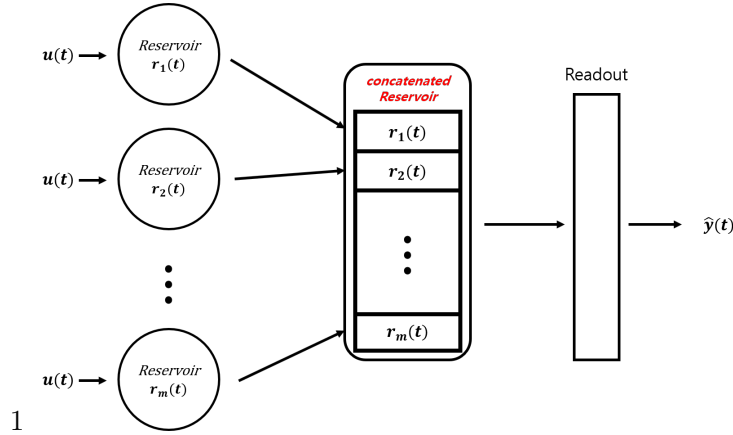 u(t)
Reservoir
r₁(t)
u(t)
Reservoir
r₂(t)
u(t)
Reservoir
rₘ(t)
concatenated
Reservoir
r₁(t)
r₂(t)
rₘ(t)
Readout
ŷ(t)
1